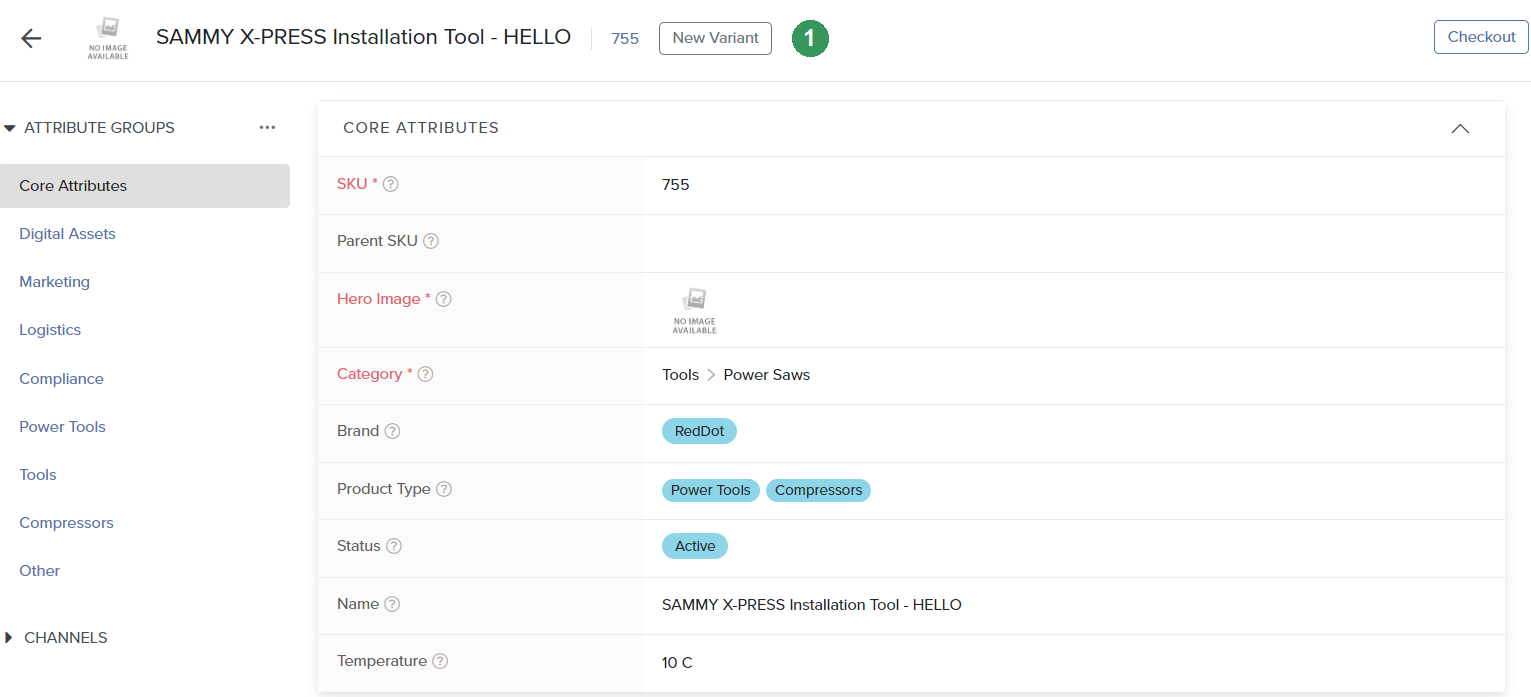 NO IMAGE
AVAILABLE
SAMMY X-PRESS Installation Tool - HELLO
755
New Variant
1
Checkout
ATTRIBUTE GROUPS
Core Attributes
Digital Assets
Marketing
Logistics
Compliance
Power Tools
Tools
Compressors
Other
CHANNELS
CORE ATTRIBUTES
SKU * ?
755
Parent SKU ?
Hero Image * ?
NO IMAGE
AVAILABLE
Category * ?
Tools > Power Saws
Brand ?
RedDot
Product Type ?
Power Tools Compressors
Status ?
Active
Name ?
SAMMY X-PRESS Installation Tool - HELLO
Temperature ?
10 C